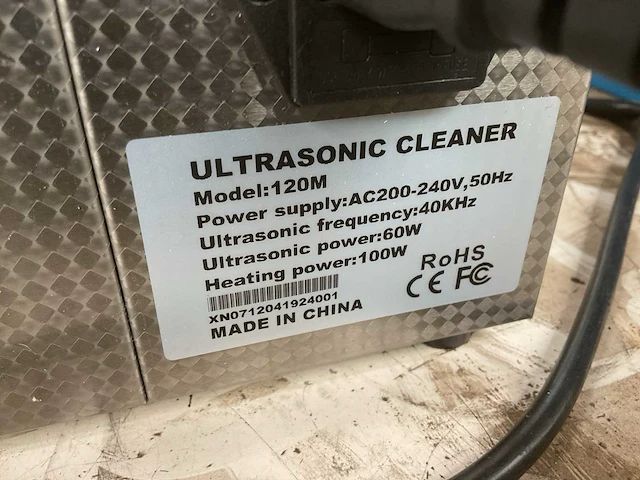 ULTRASONIC CLEANER
Model:120M
Power supply:AC200-240V,50Hz
Ultrasonic frequency:40KHz
Ultrasonic power:60W
Heating power:100W
RoHS
CE FC
XN0712041924001
MADE IN CHINA